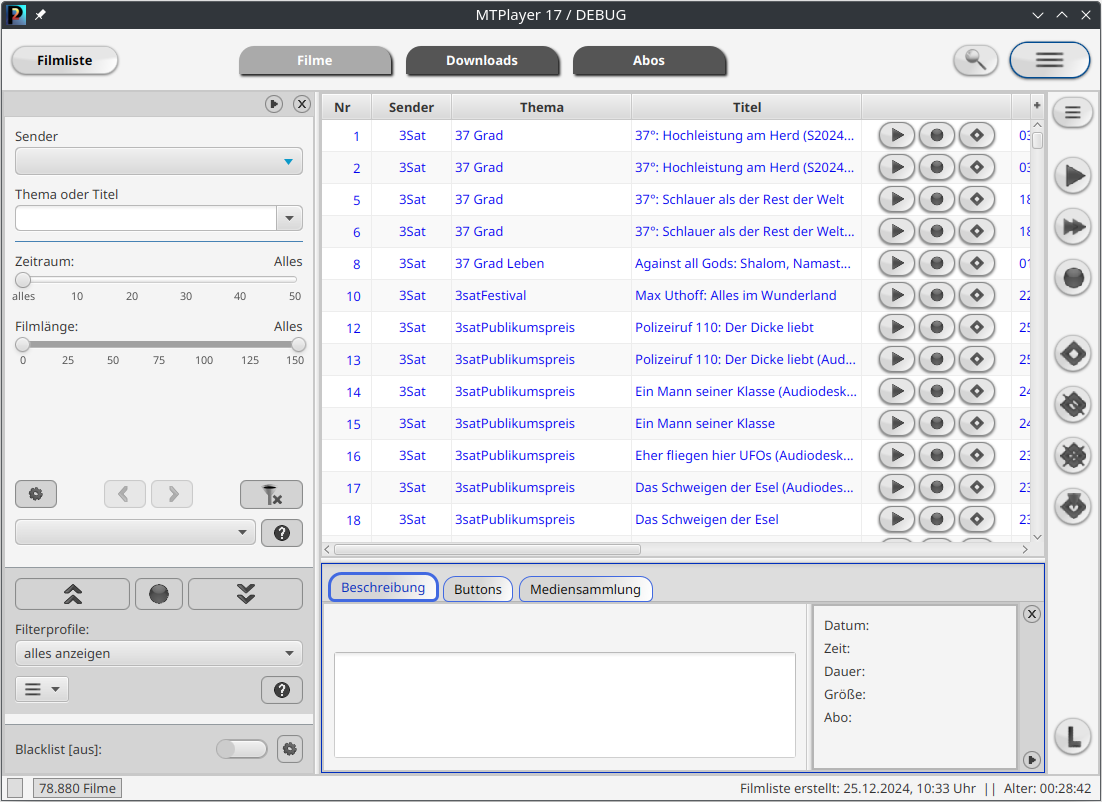 MTPlayer 17 / DEBUG
Filmliste
Filme
Downloads
Abos
Sender
Thema oder Titel
Zeitraum: Alles
alles 10 20 30 40 50
Filmlänge: Alles
0 25 50 75 100 125 150
Filterprofile:
alles anzeigen
Blacklist [aus]:
Nr Sender Thema Titel +
1 3Sat 37 Grad 37°: Hochleistung am Herd (S2024... 03
2 3Sat 37 Grad 37°: Hochleistung am Herd (S2024... 03
5 3Sat 37 Grad 37°: Schlauer als der Rest der Welt 18
6 3Sat 37 Grad 37°: Schlauer als der Rest der Welt... 18
8 3Sat 37 Grad Leben Against all Gods: Shalom, Namast... 01
10 3Sat 3satFestival Max Uthoff: Alles im Wunderland 22
12 3Sat 3satPublikumspreis Polizeiruf 110: Der Dicke liebt 25
13 3Sat 3satPublikumspreis Polizeiruf 110: Der Dicke liebt (Aud... 25
14 3Sat 3satPublikumspreis Ein Mann seiner Klasse (Audiodesk... 24
15 3Sat 3satPublikumspreis Ein Mann seiner Klasse 24
16 3Sat 3satPublikumspreis Eher fliegen hier UFOs (Audiodesk... 23
17 3Sat 3satPublikumspreis Das Schweigen der Esel (Audiodes... 23
18 3Sat 3satPublikumspreis Das Schweigen der Esel 23
Beschreibung Buttons Mediensammlung
Datum:
Zeit:
Dauer:
Größe:
Abo:
L
78.880 Filme
Filmliste erstellt: 25.12.2024, 10:33 Uhr || Alter: 00:28:42